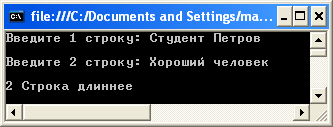 file:///C:/Documents and Settings/ma...
Введите 1 строку: Студент Петров
Введите 2 строку: Хороший человек
2 Строка длиннее